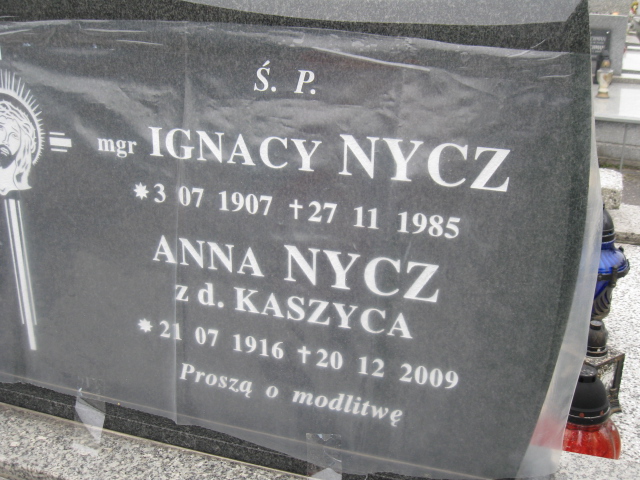 Ś. P.
mgr IGNACY NYCZ
✷3 07 1907 ✝27 11 1985
ANNA NYCZ
z d. KASZYCA
✷ 21 07 1916 ✝20 12 2009
Proszą o modlitwę